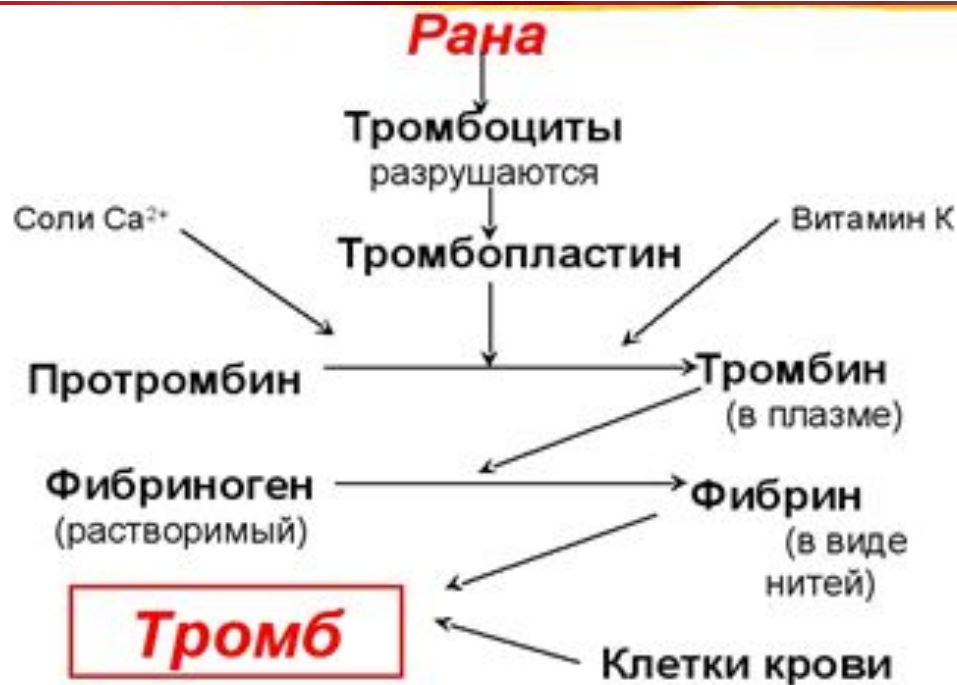 Рана
Тромбоциты
разрушаются
Соли Ca²⁺
Витамин К
Тромбопластин
Протромбин
Тромбин
(в плазме)
Фибриноген
(растворимый)
Фибрин
(в виде
нитей)
Тромб
Клетки крови